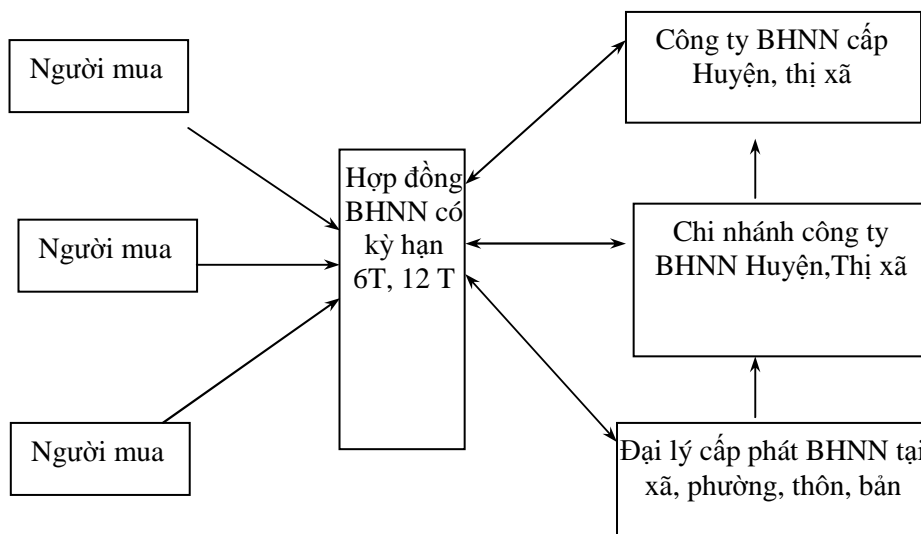 Người mua
Người mua
Người mua
Hợp đồng
BHNN có
kỳ hạn
6T, 12 T
Công ty BHNN cấp
Huyện, thị xã
Chi nhánh công ty
BHNN Huyện,Thị xã
Đại lý cấp phát BHNN tại
xã, phường, thôn, bản